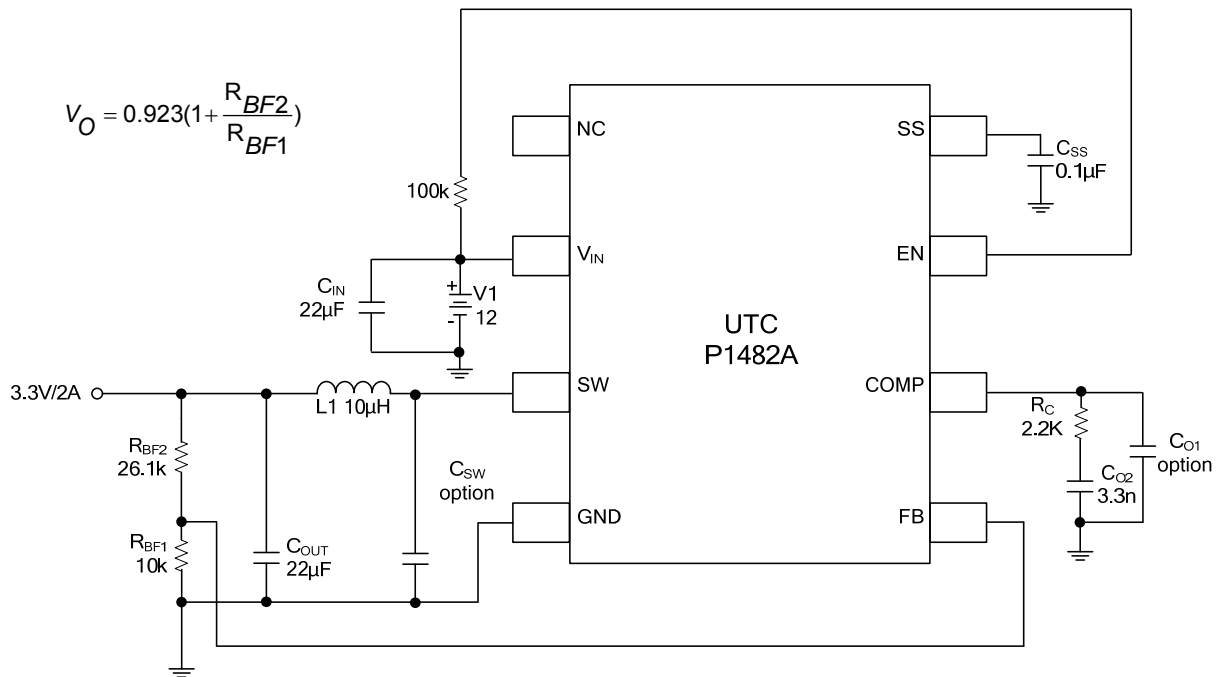 V_O = 0.923(1+ R_BF2 / R_BF1)
NC
SS
C_SS
0.1µF
100k
V_IN
EN
C_IN
22µF
+
V1
12
-
UTC
P1482A
3.3V/2A
SW
COMP
L1 10µH
R_C
2.2K
C_O1
option
R_BF2
26.1k
C_SW
option
C_O2
3.3n
GND
FB
R_BF1
10k
C_OUT
22µF